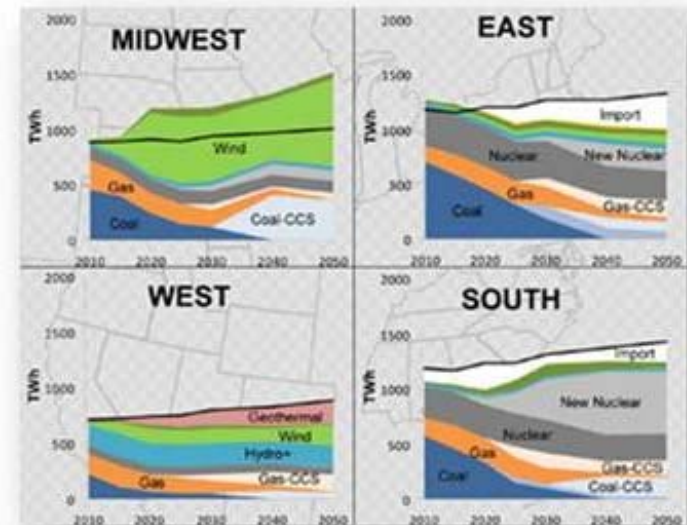 MIDWEST
TWh
2000
1500
1000
500
0
Wind
Gas
Coal
Coal-CCS
2010 2020 2030 2040 2050
EAST
2000
1500
1000
500
0
Import
Nuclear
New Nuclear
Gas
Gas-CCS
Coal
2010 2020 2030 2040 2050
WEST
TWh
2000
1500
1000
500
0
Geothermal
Wind
Hydro+
Gas
Gas-CCS
2010 2020 2030 2040 2050
SOUTH
TWh
2000
1500
1000
500
0
Import
New Nuclear
Nuclear
Gas
Gas-CCS
Coal
Coal-CCS
2010 2020 2030 2040 2050